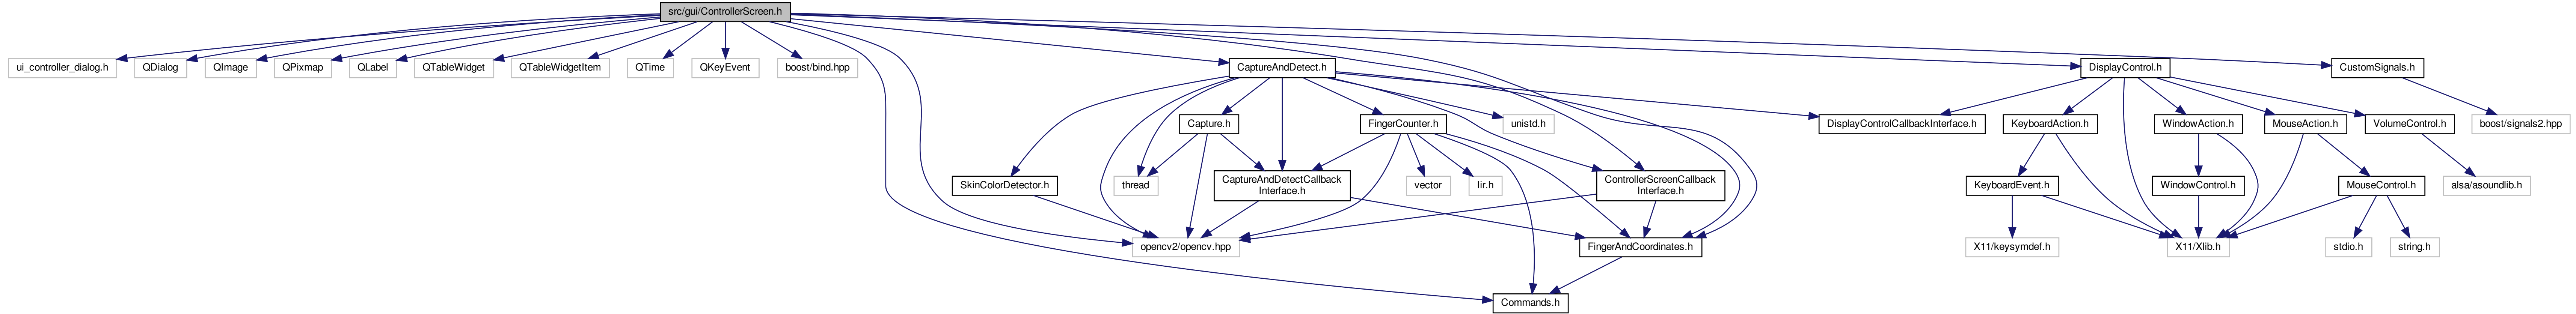 src/gui/ControllerScreen.h
ui_controller_dialog.h
QDialog
QImage
QPixmap
QLabel
QTableWidget
QTableWidgetItem
QTime
QKeyEvent
boost/bind.hpp
CaptureAndDetect.h
DisplayControl.h
CustomSignals.h
Capture.h
FingerCounter.h
unistd.h
DisplayControlCallbackInterface.h
KeyboardAction.h
WindowAction.h
MouseAction.h
VolumeControl.h
boost/signals2.hpp
SkinColorDetector.h
thread
CaptureAndDetectCallback
Interface.h
vector
lir.h
ControllerScreenCallback
Interface.h
KeyboardEvent.h
WindowControl.h
MouseControl.h
alsa/asoundlib.h
opencv2/opencv.hpp
FingerAndCoordinates.h
X11/keysymdef.h
X11/Xlib.h
stdio.h
string.h
Commands.h